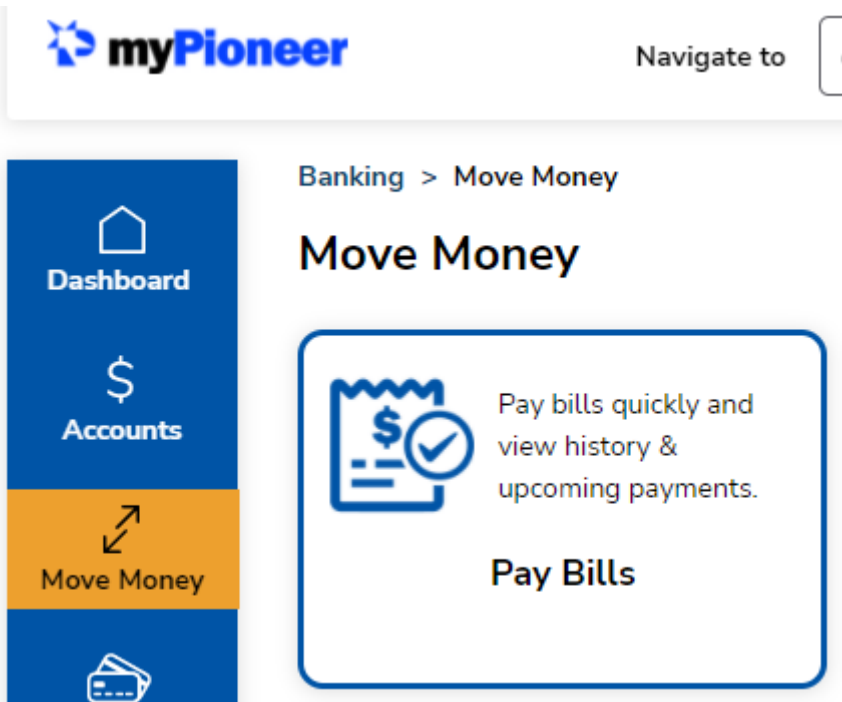 myPioneer
Navigate to
Banking > Move Money
Dashboard
$
Accounts
Move Money
Move Money
$
Pay bills quickly and
view history &
upcoming payments.
Pay Bills